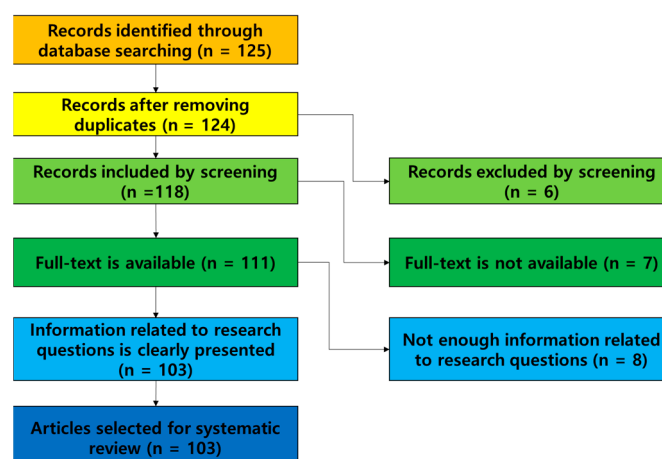 Records identified through
database searching (n = 125)
Records after removing
duplicates (n = 124)
Records included by screening
(n =118)
Records excluded by screening
(n = 6)
Full-text is available (n = 111)
Full-text is not available (n = 7)
Information related to research
questions is clearly presented
(n = 103)
Not enough information related
to research questions (n = 8)
Articles selected for systematic
review (n = 103)